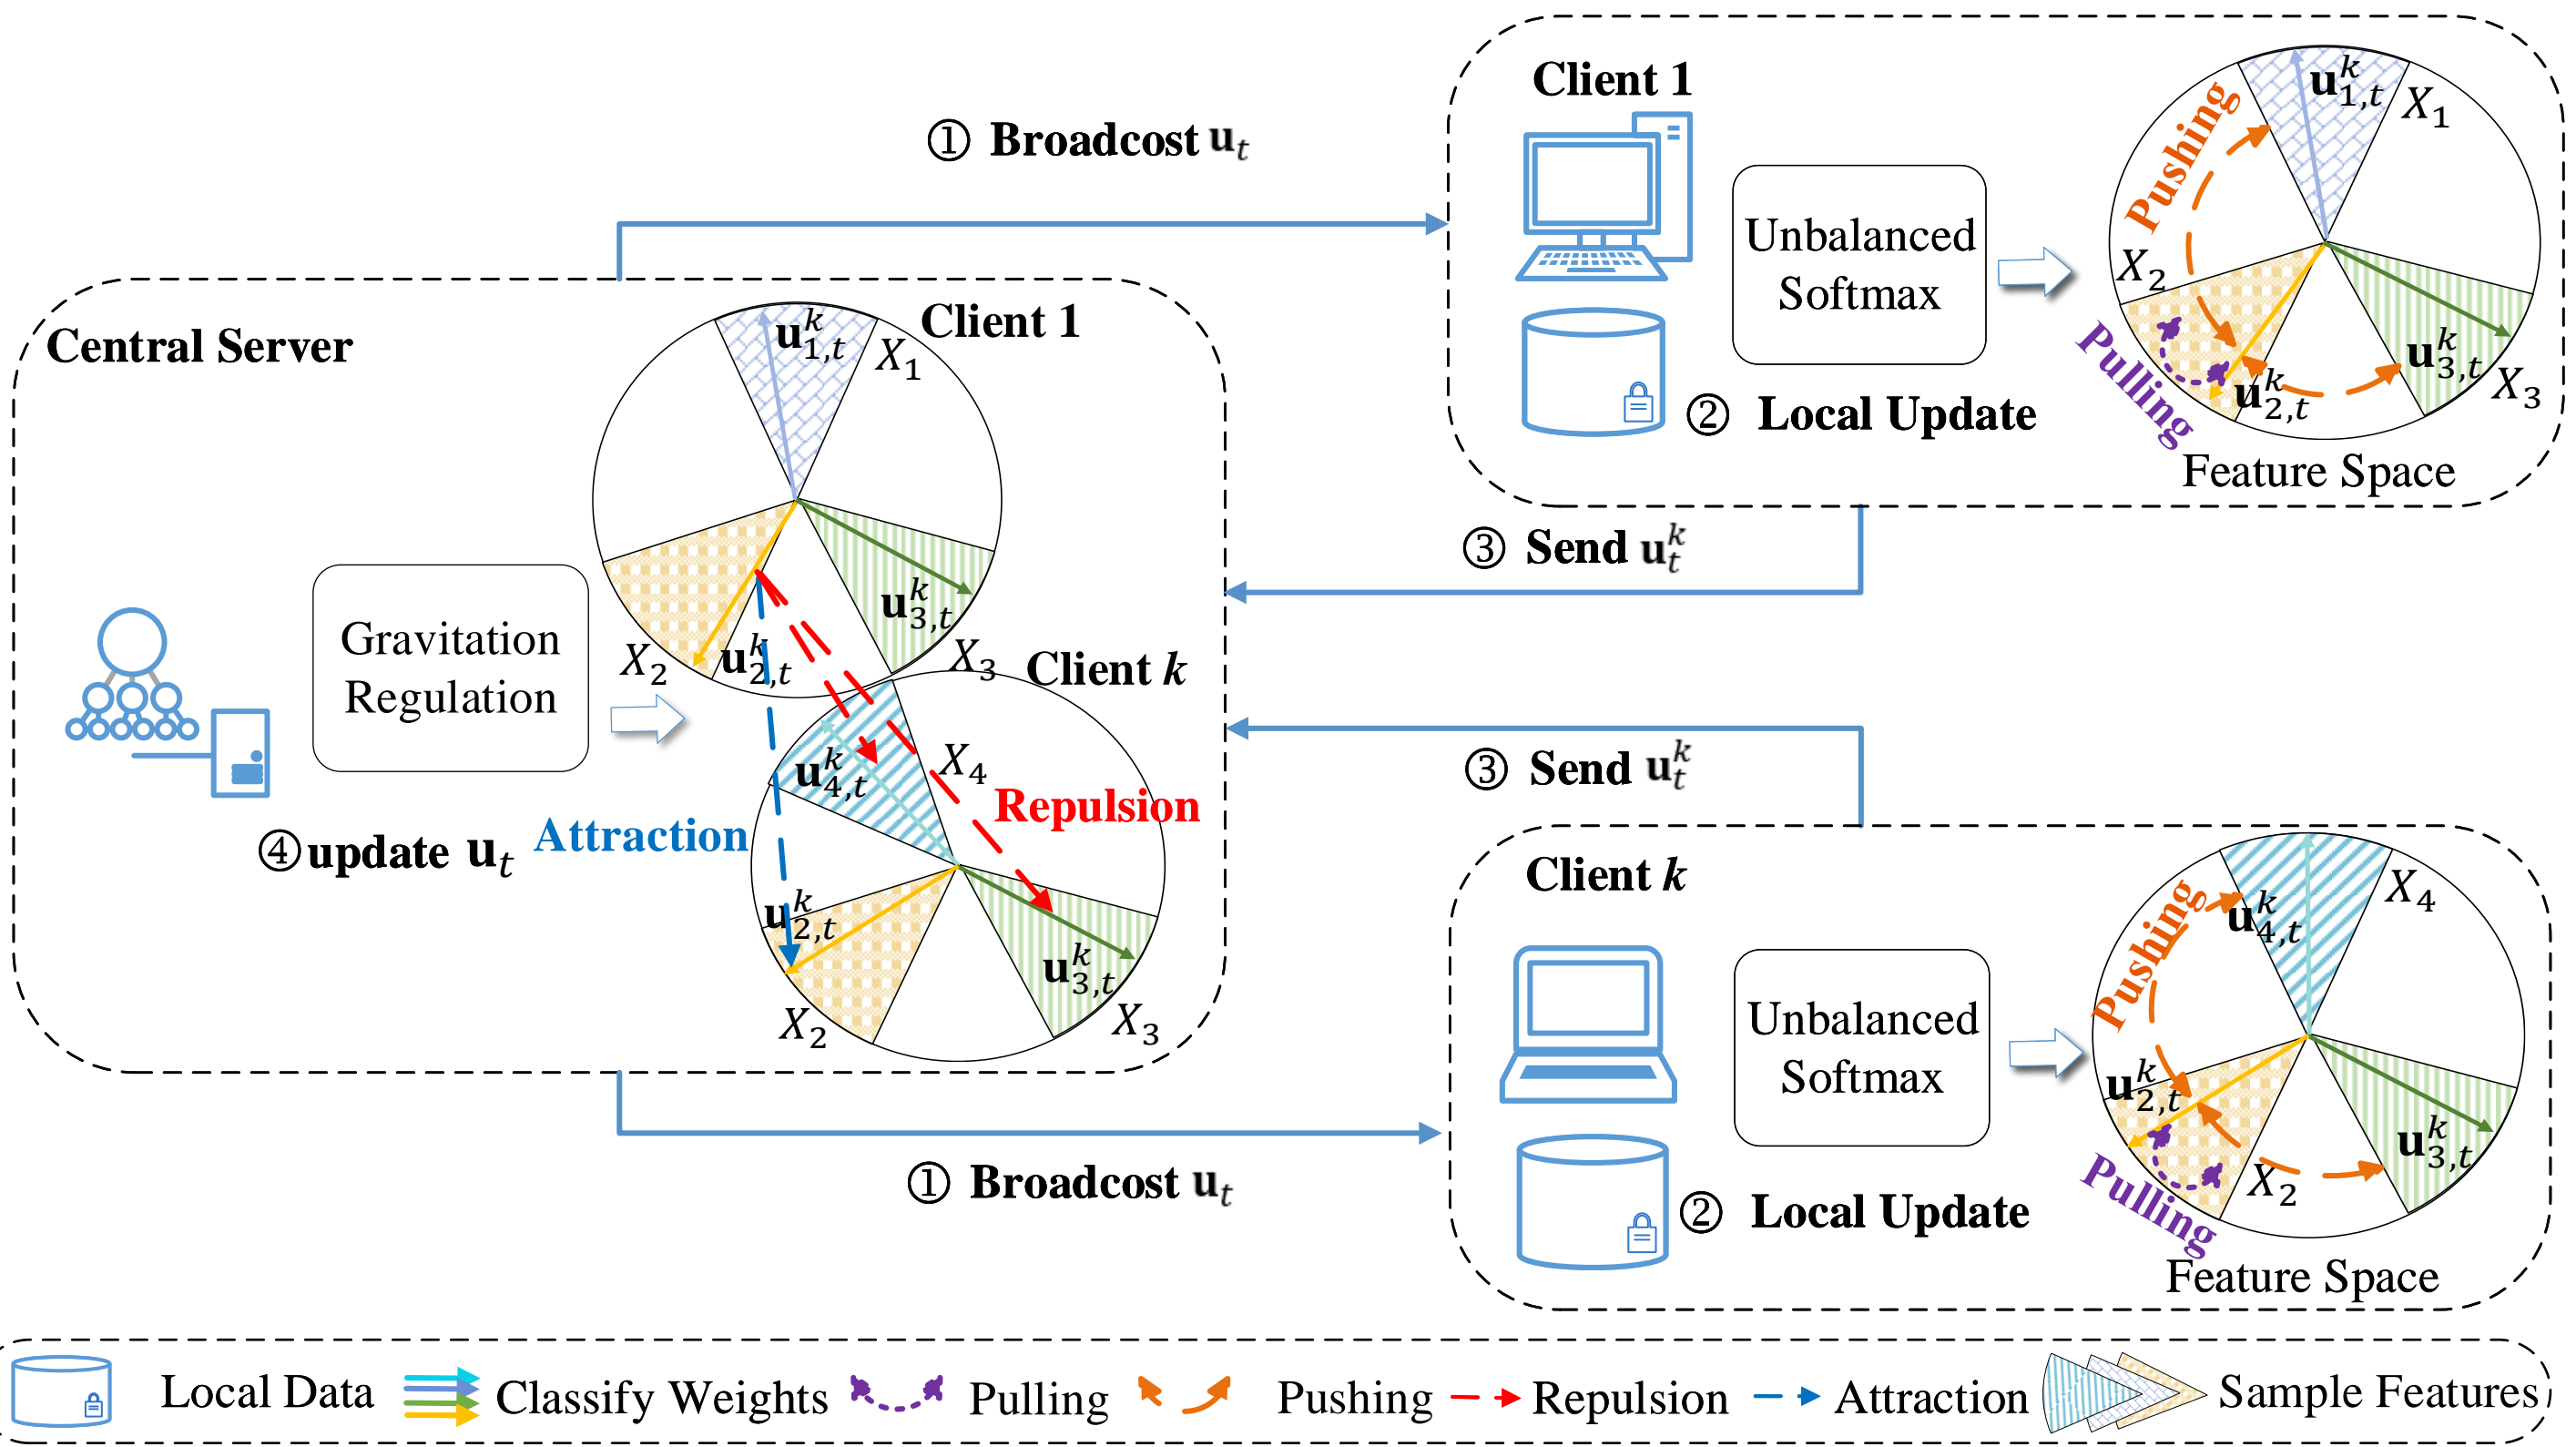 Client 1
① Broadcost u_t
Unbalanced
Softmax
② Local Update
Pushing
Pulling
u^k_{1,t}
X_1
X_2
u^k_{2,t}
u^k_{3,t}
X_3
Feature Space
③ Send u^k_t
Central Server
Gravitation
Regulation
④ update u_t
Client 1
u^k_{1,t}
X_1
X_2
u^k_{2,t}
u^k_{3,t}
X_3
Client k
u^k_{4,t}
X_4
Attraction
Repulsion
u^k_{2,t}
X_2
u^k_{3,t}
X_3
③ Send u^k_t
① Broadcost u_t
Client k
Unbalanced
Softmax
② Local Update
Pushing
Pulling
u^k_{4,t}
X_4
u^k_{2,t}
X_2
u^k_{3,t}
Feature Space
Local Data
Classify Weights
Pulling
Pushing
Repulsion
Attraction
Sample Features